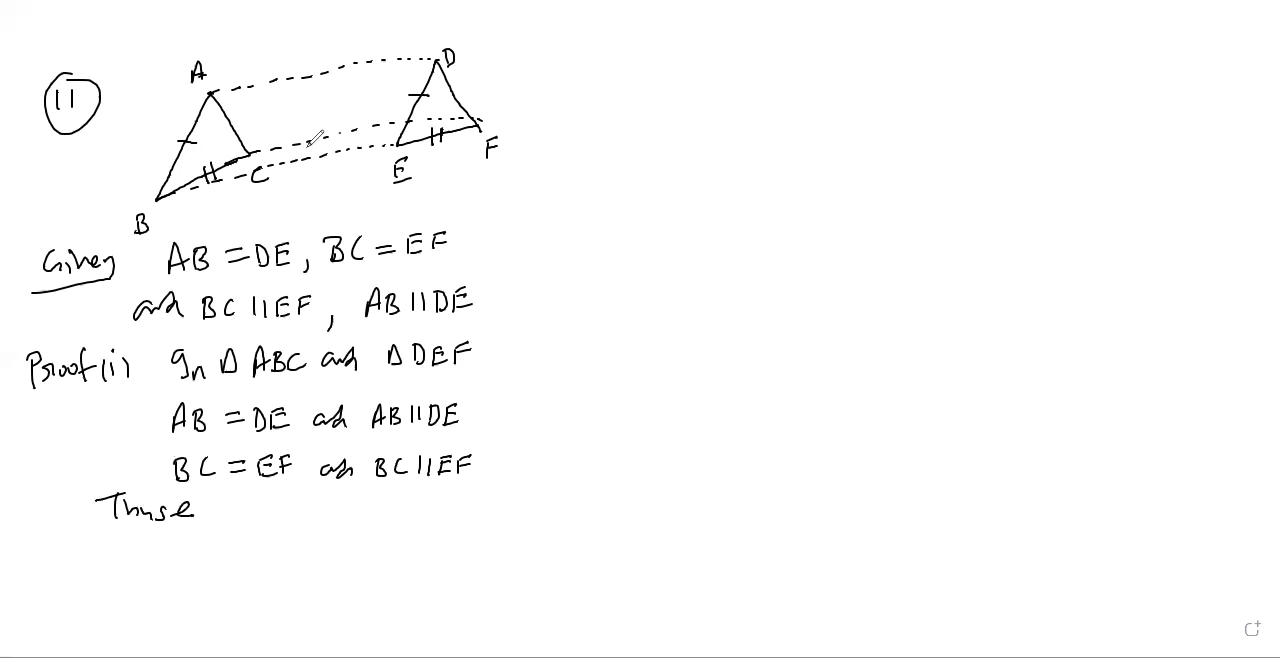 11
A
D
B
C
E
F
Given AB = DE, BC = EF
and BC || EF, AB || DE
Proof (i) In Δ ABC and Δ DEF
AB = DE and AB || DE
BC = EF and BC || EF
Thuse